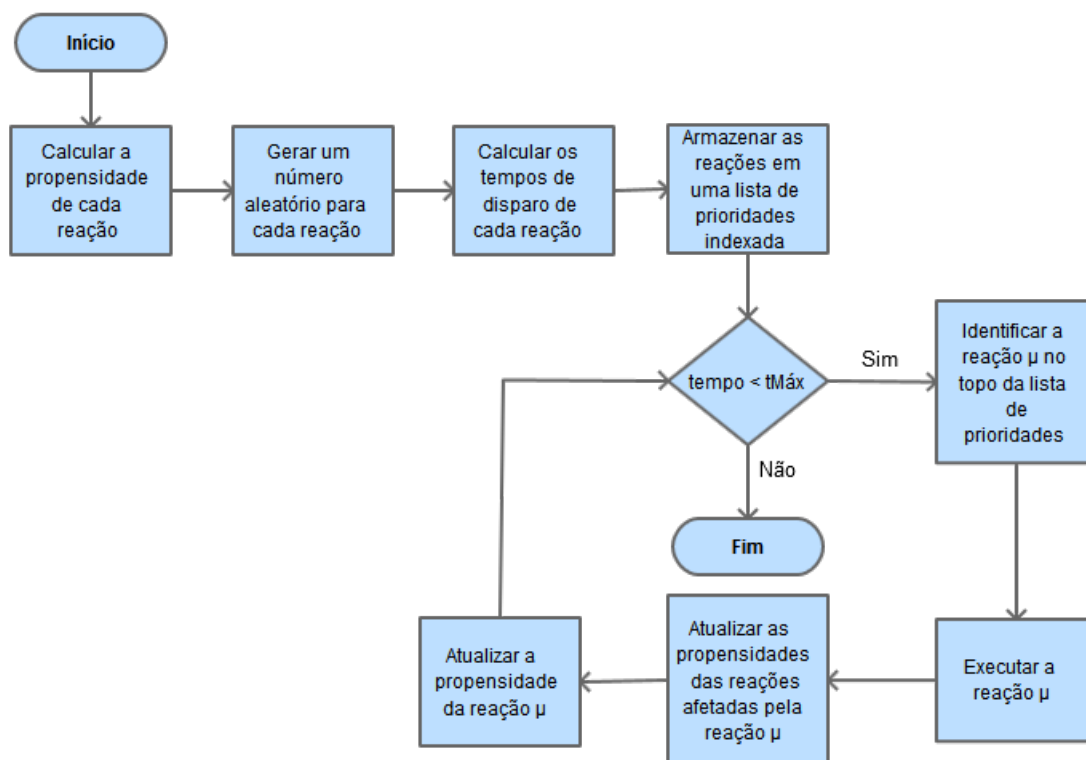 Início
Calcular a
propensidade
de cada
reação
Gerar um
número
aleatório para
cada reação
Calcular os
tempos de
disparo de
cada reação
Armazenar as
reações em
uma lista de
prioridades
indexada
tempo < tMáx
Sim
Identificar a
reação μ no
topo da lista
de
prioridades
Não
Fim
Executar a
reação μ
Atualizar as
propensidades
das reações
afetadas pela
reação μ
Atualizar a
propensidade
da reação μ